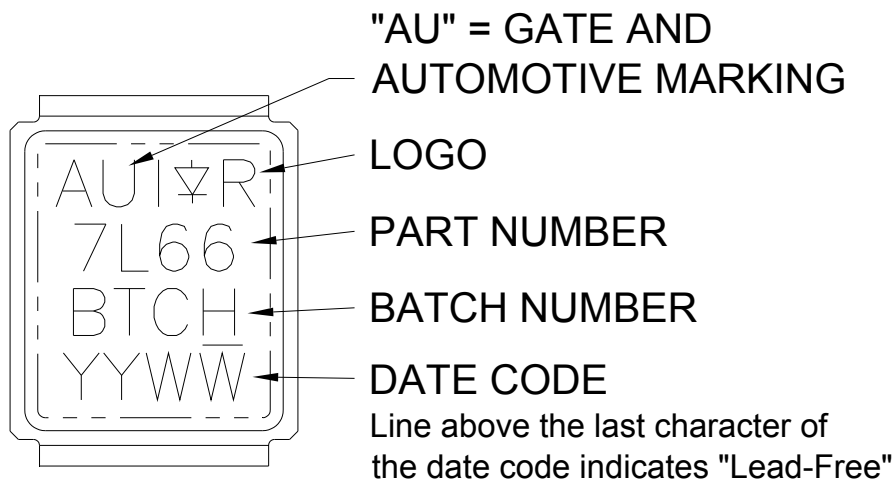 "AU" = GATE AND
AUTOMOTIVE MARKING
AUI R
LOGO
7L66
PART NUMBER
BTCH
BATCH NUMBER
YYWW
DATE CODE
Line above the last character of
the date code indicates "Lead-Free"